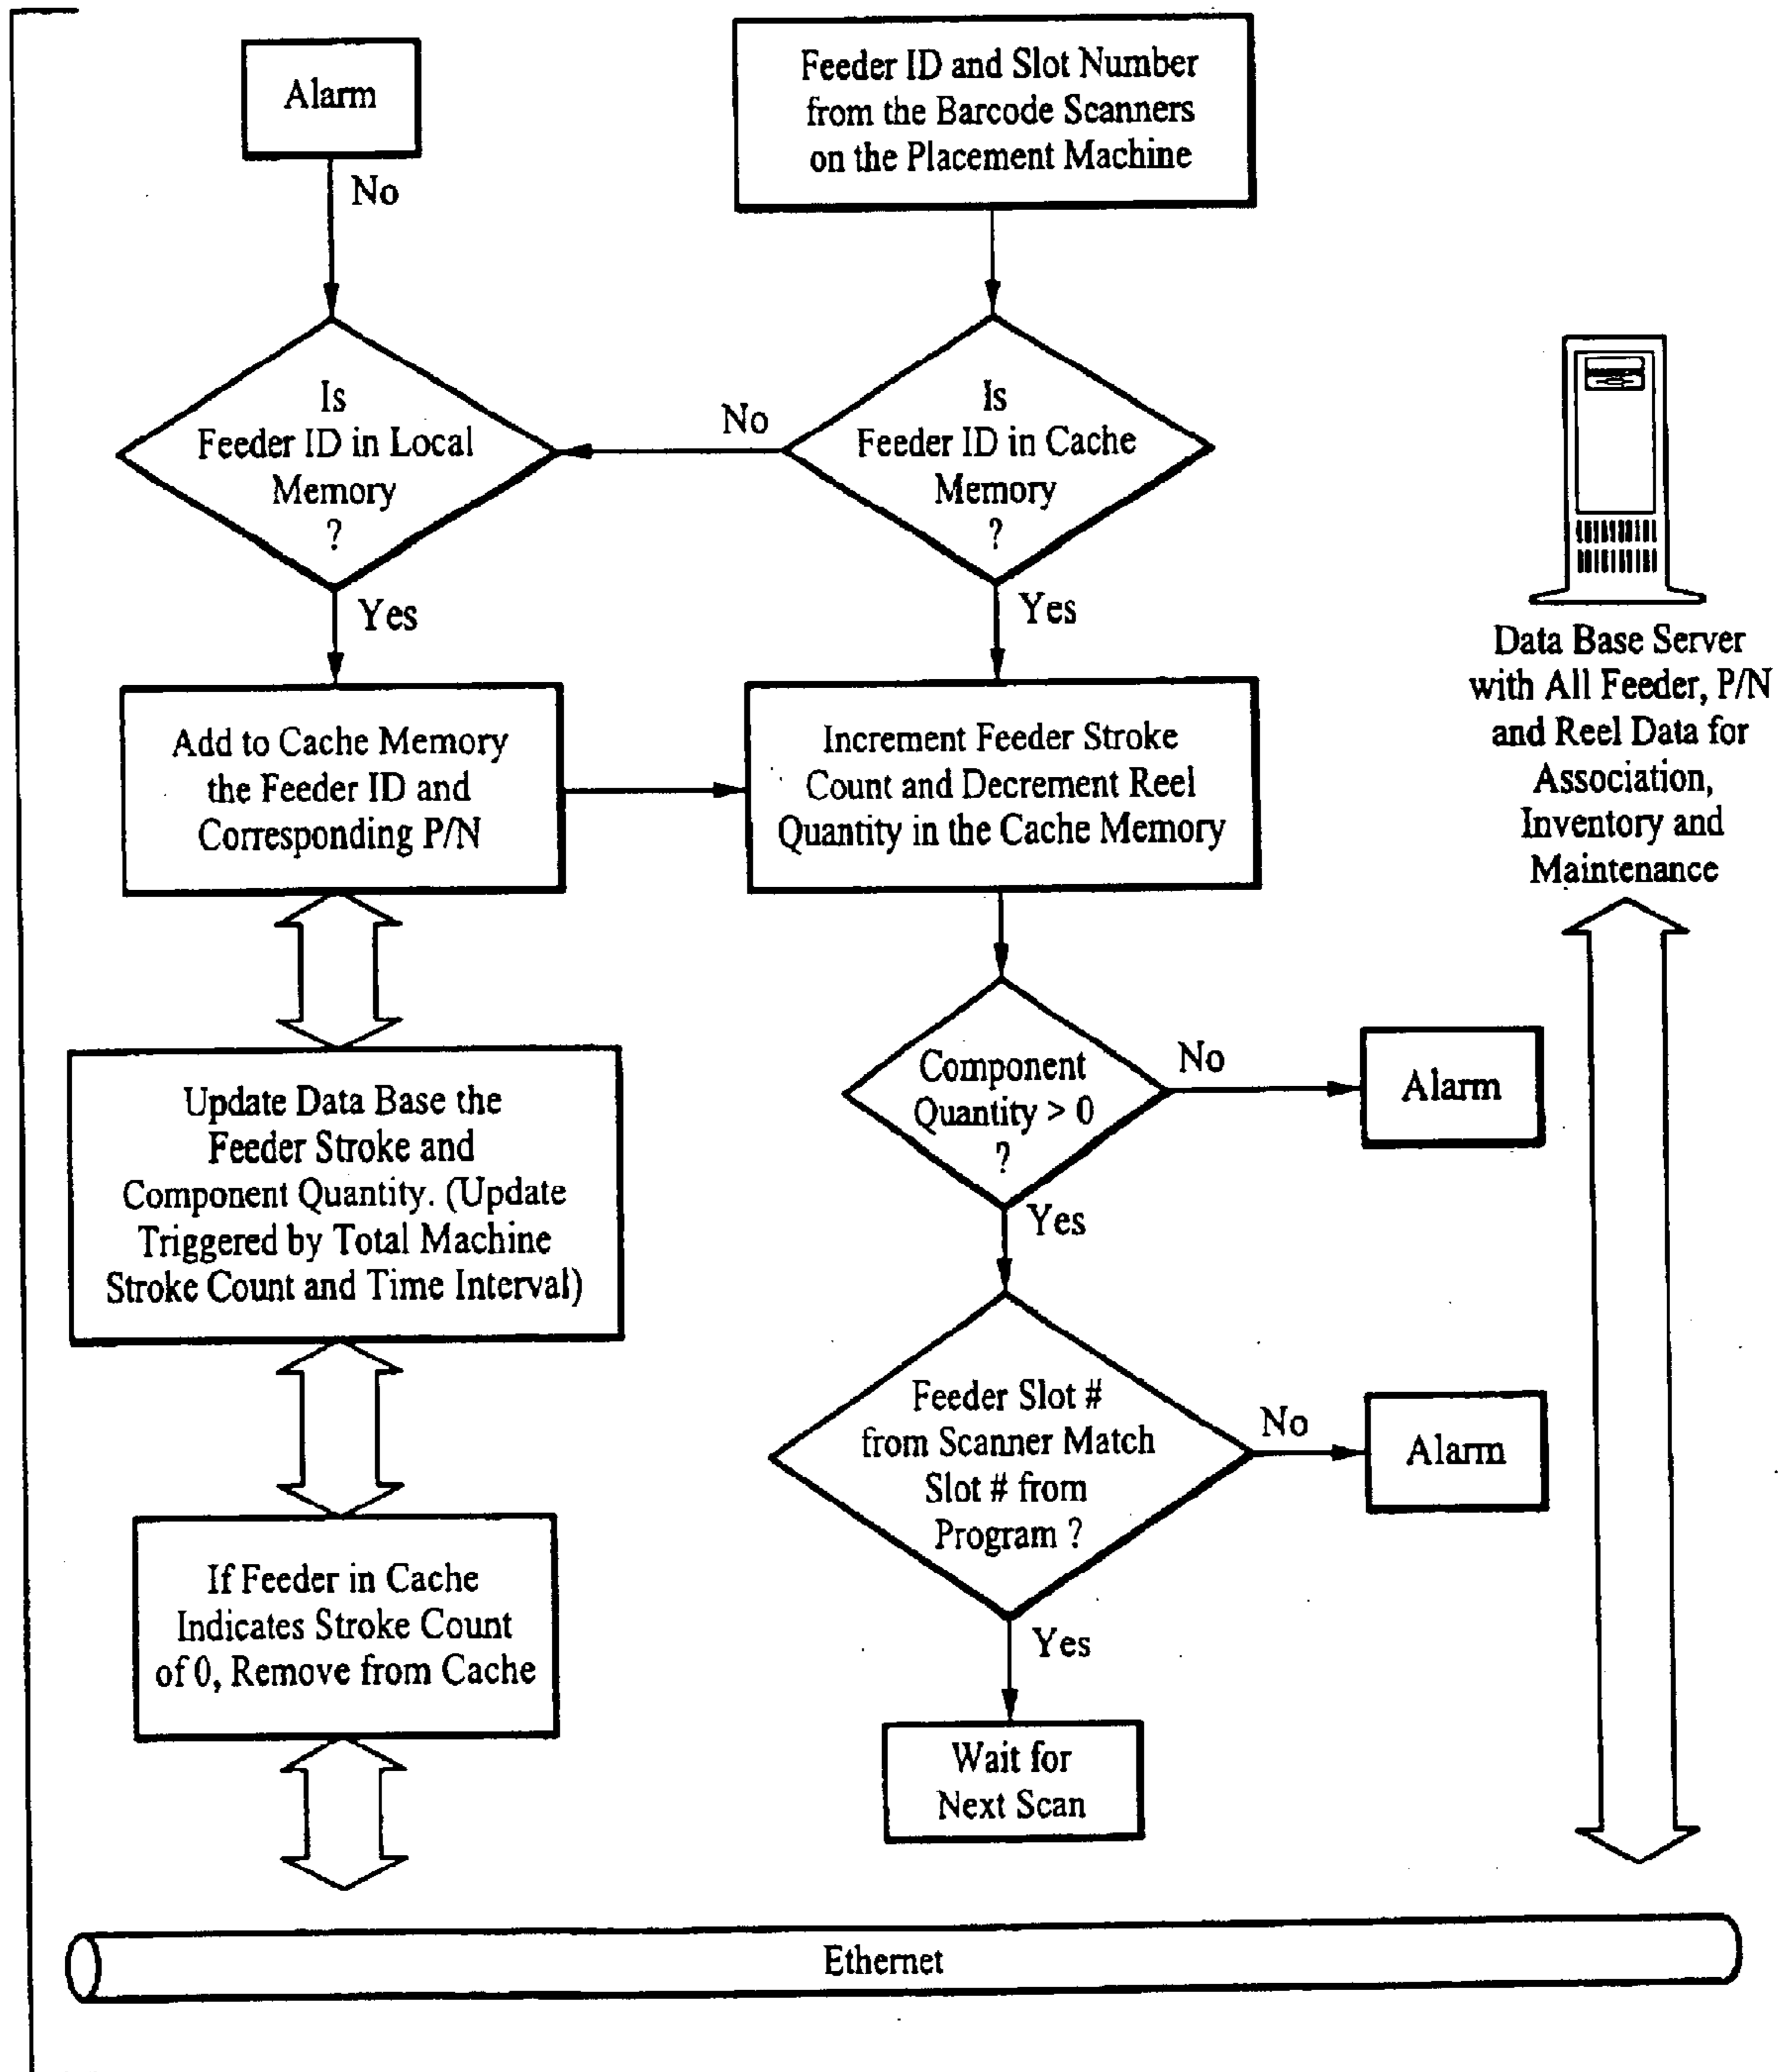 Alarm
No
Feeder ID and Slot Number
from the Barcode Scanners
on the Placement Machine
Is
Feeder ID in Local
Memory
?
No
Is
Feeder ID in Cache
Memory
?
Yes
Yes
Data Base Server
with All Feeder, P/N
and Reel Data for
Association,
Inventory and
Maintenance
Add to Cache Memory
the Feeder ID and
Corresponding P/N
Increment Feeder Stroke
Count and Decrement Reel
Quantity in the Cache Memory
Component
Quantity > 0
?
No
Alarm
Yes
Update Data Base the
Feeder Stroke and
Component Quantity. (Update
Triggered by Total Machine
Stroke Count and Time Interval)
Feeder Slot #
from Scanner Match
Slot # from
Program ?
No
Alarm
Yes
If Feeder in Cache
Indicates Stroke Count
of 0, Remove from Cache
Wait for
Next Scan
Ethernet